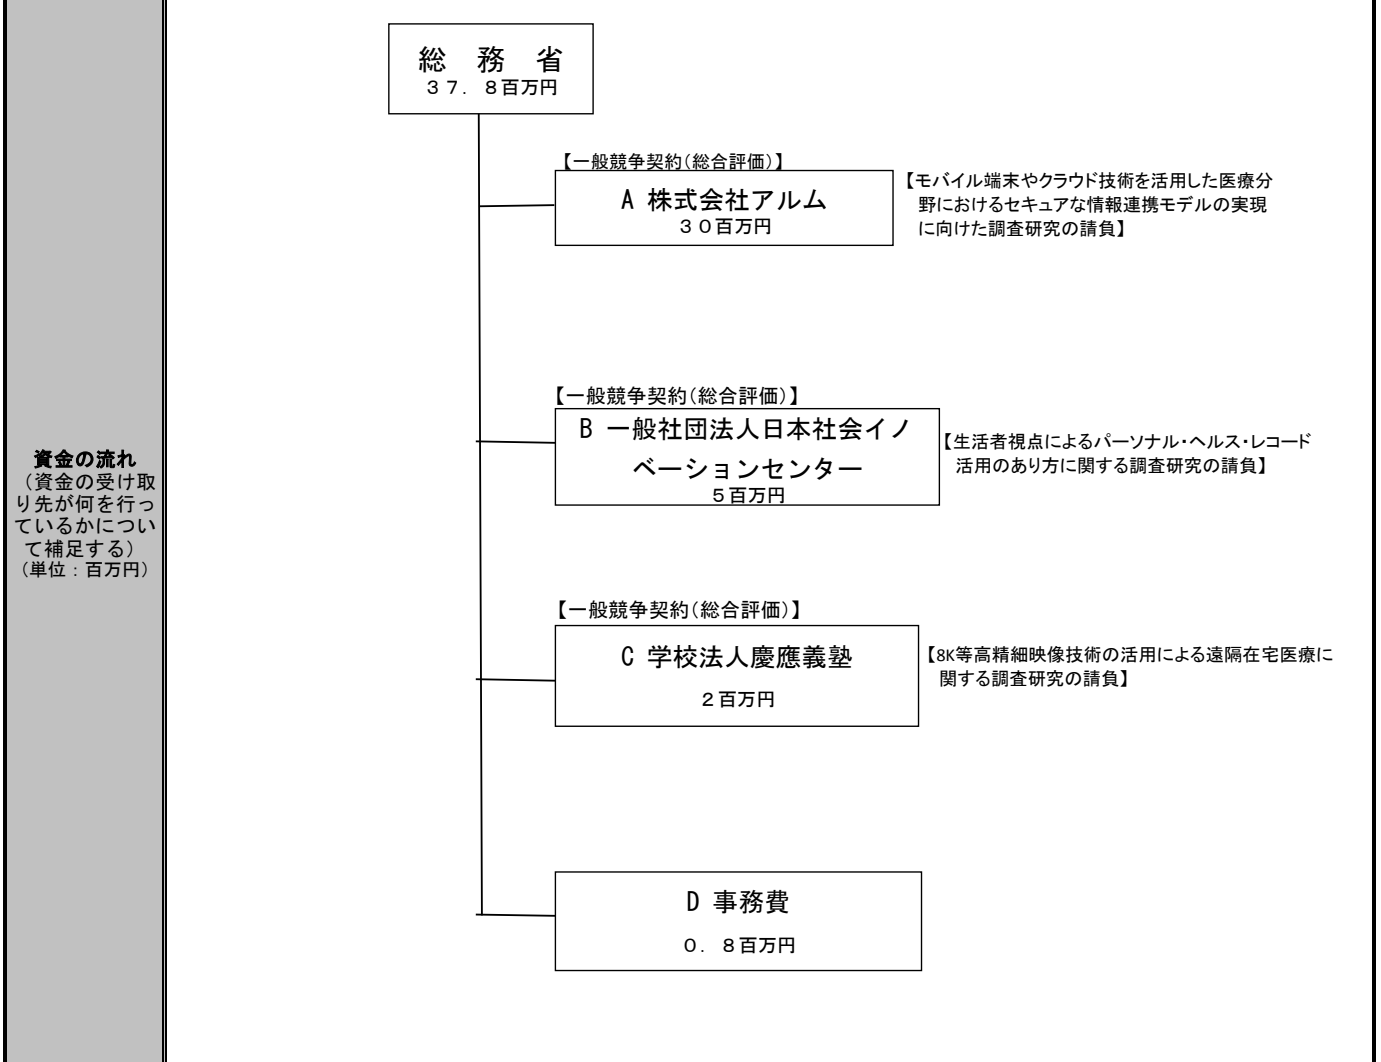 総　務　省
３７．８百万円
【一般競争契約（総合評価）】
A 株式会社アルム
３０百万円
【モバイル端末やクラウド技術を活用した医療分
野におけるセキュアな情報連携モデルの実現
に向けた調査研究の請負】
【一般競争契約（総合評価）】
B 一般社団法人日本社会イノ
ベーションセンター
５百万円
【生活者視点によるパーソナル・ヘルス・レコード
活用のあり方に関する調査研究の請負】
資金の流れ
（資金の受け取
り先が何を行っ
ているかについ
て補足する）
（単位：百万円）
【一般競争契約（総合評価）】
C 学校法人慶應義塾
２百万円
【8K等高精細映像技術の活用による遠隔在宅医療に
関する調査研究の請負】
D 事務費
０．８百万円